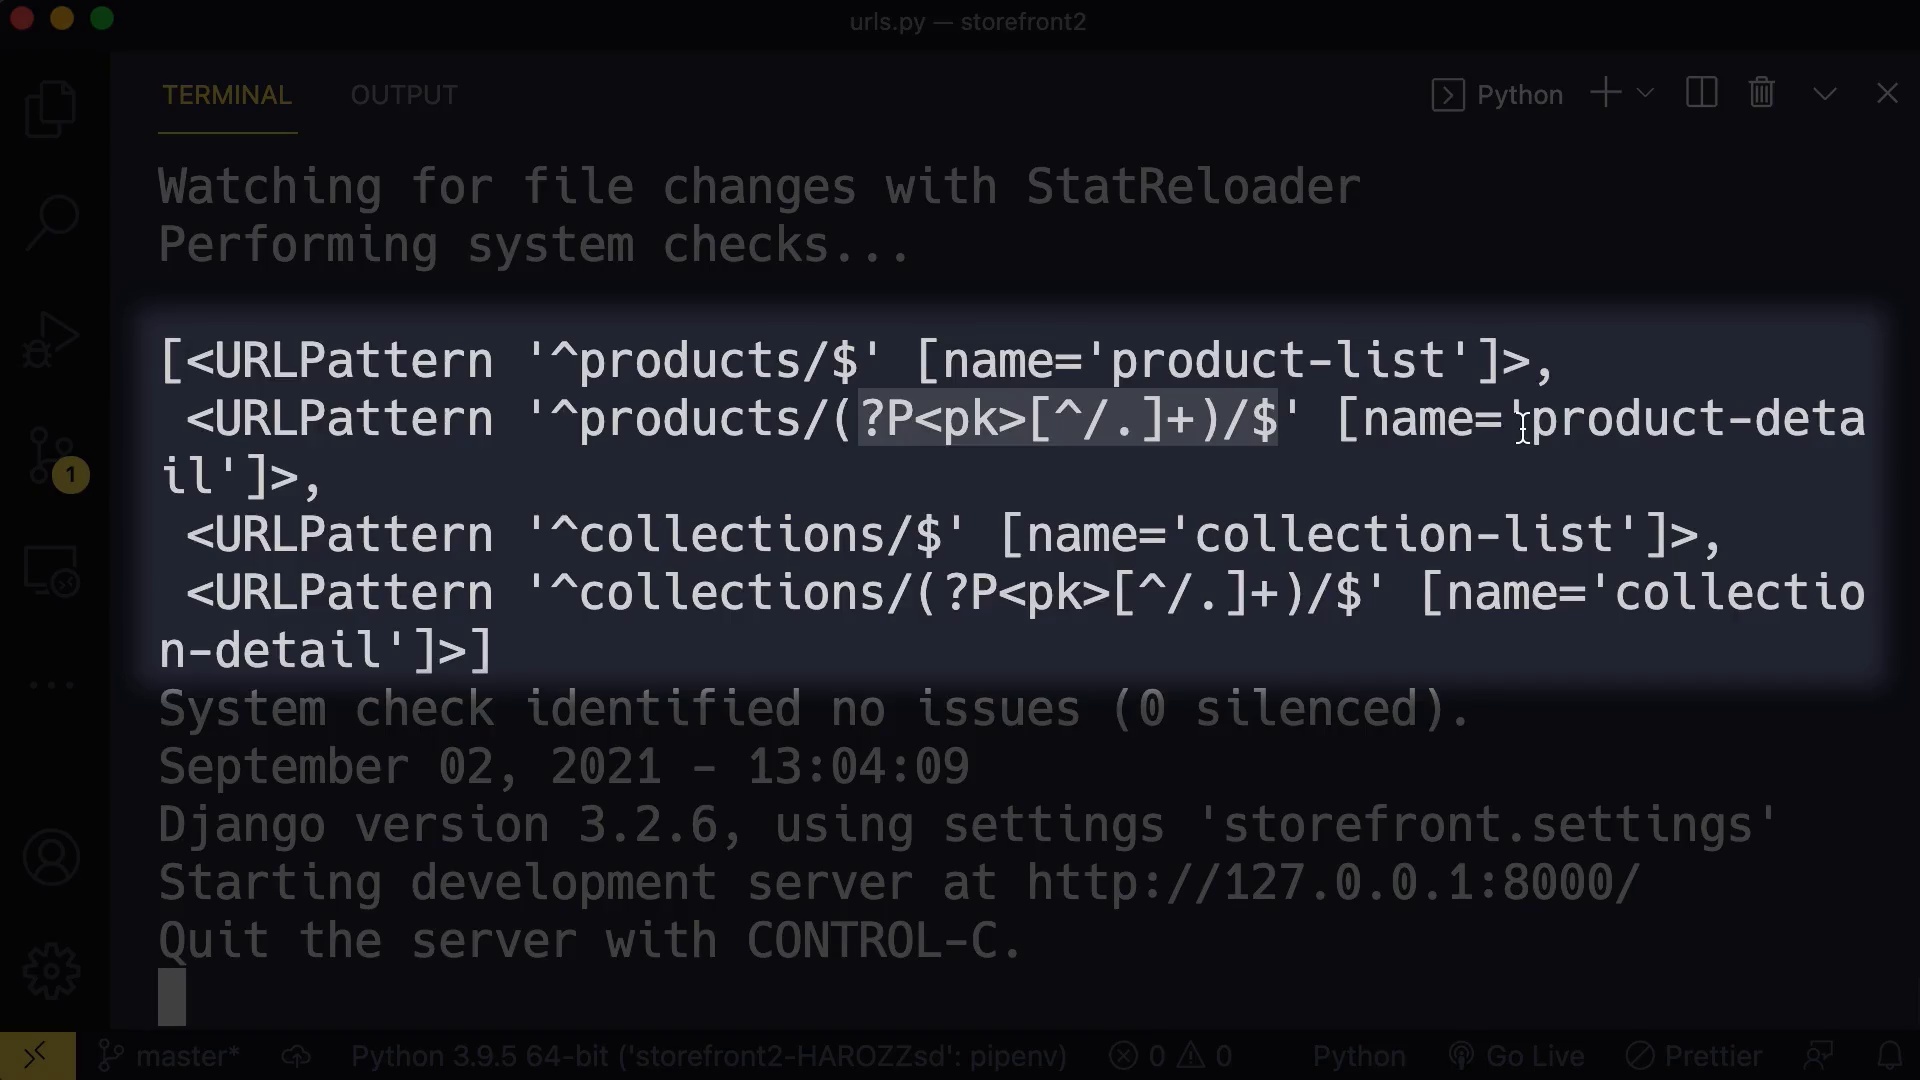 urls.py — storefront2
TERMINAL OUTPUT Python
Watching for file changes with StatReloader
Performing system checks...
[<URLPattern '^products/$' [name='product-list']>,
<URLPattern '^products/(?P<pk>[^/.]+)/$' [name='product-deta
il']>,
<URLPattern '^collections/$' [name='collection-list']>,
<URLPattern '^collections/(?P<pk>[^/.]+)/$' [name='collectio
n-detail']>]
System check identified no issues (0 silenced).
September 02, 2021 - 13:04:09
Django version 3.2.6, using settings 'storefront.settings'
Starting development server at http://127.0.0.1:8000/
Quit the server with CONTROL-C.
1
master* Python 3.9.5 64-bit ('storefront2-HAROZZsd': pipenv) 0 0 Python Go Live Prettier